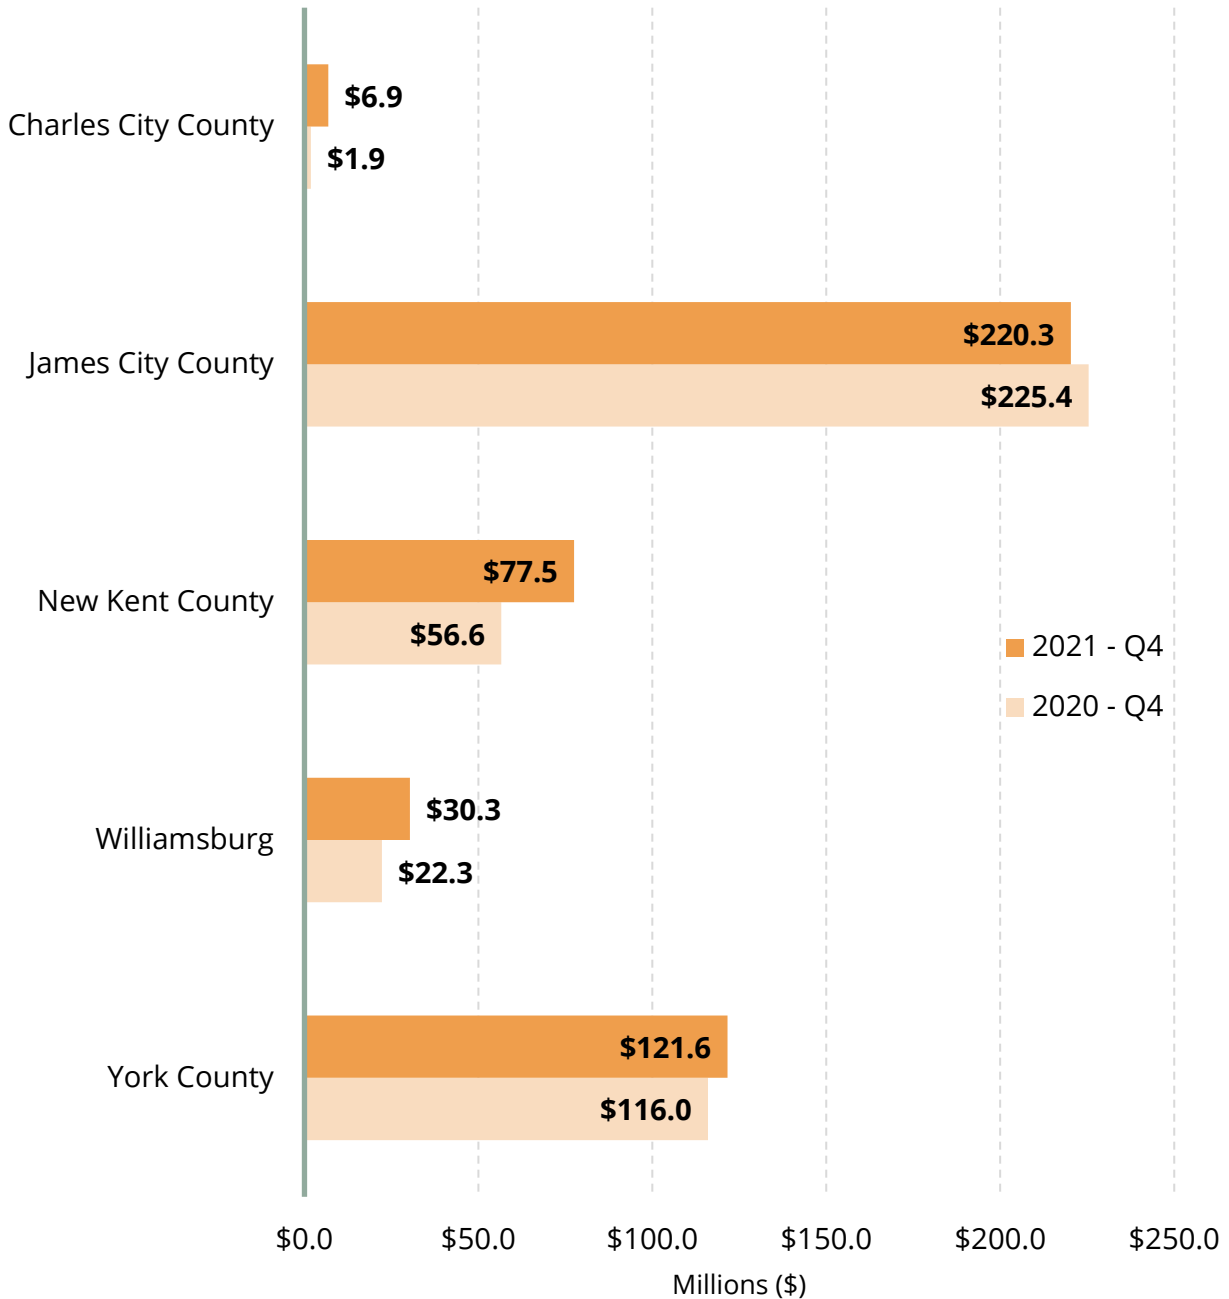 $6.9
Charles City County
$1.9
$220.3
James City County
$225.4
$77.5
New Kent County
$56.6
2021 - Q4
2020 - Q4
$30.3
Williamsburg
$22.3
$121.6
York County
$116.0
$0.0 $50.0 $100.0 $150.0 $200.0 $250.0
Millions ($)